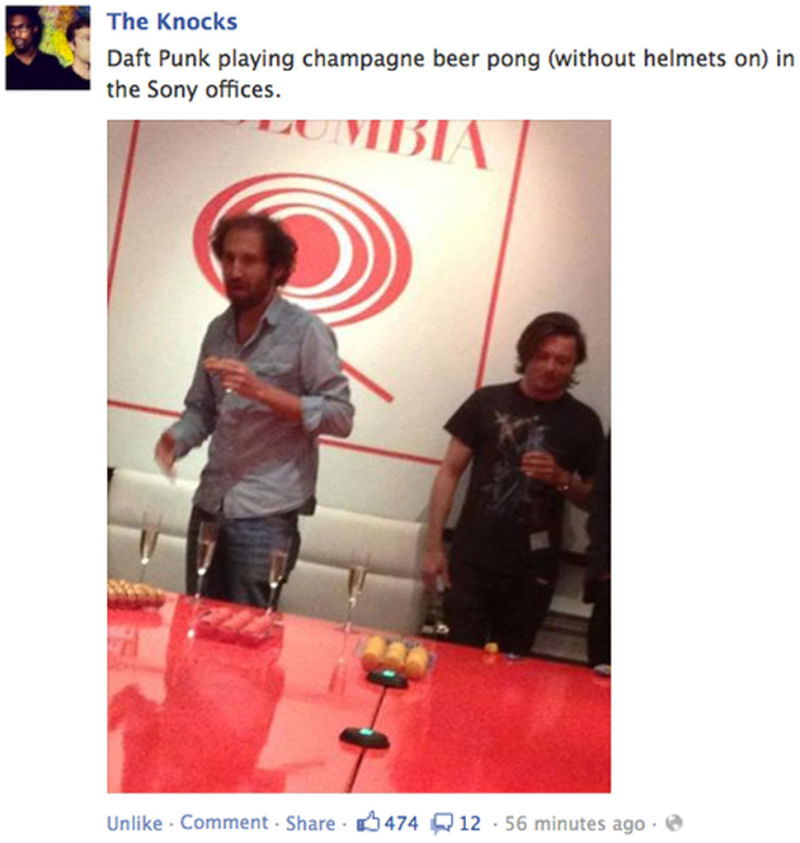 The Knocks
Daft Punk playing champagne beer pong (without helmets on) in
the Sony offices.
LUMBIA
Unlike · Comment · Share · 474 12 · 56 minutes ago ·